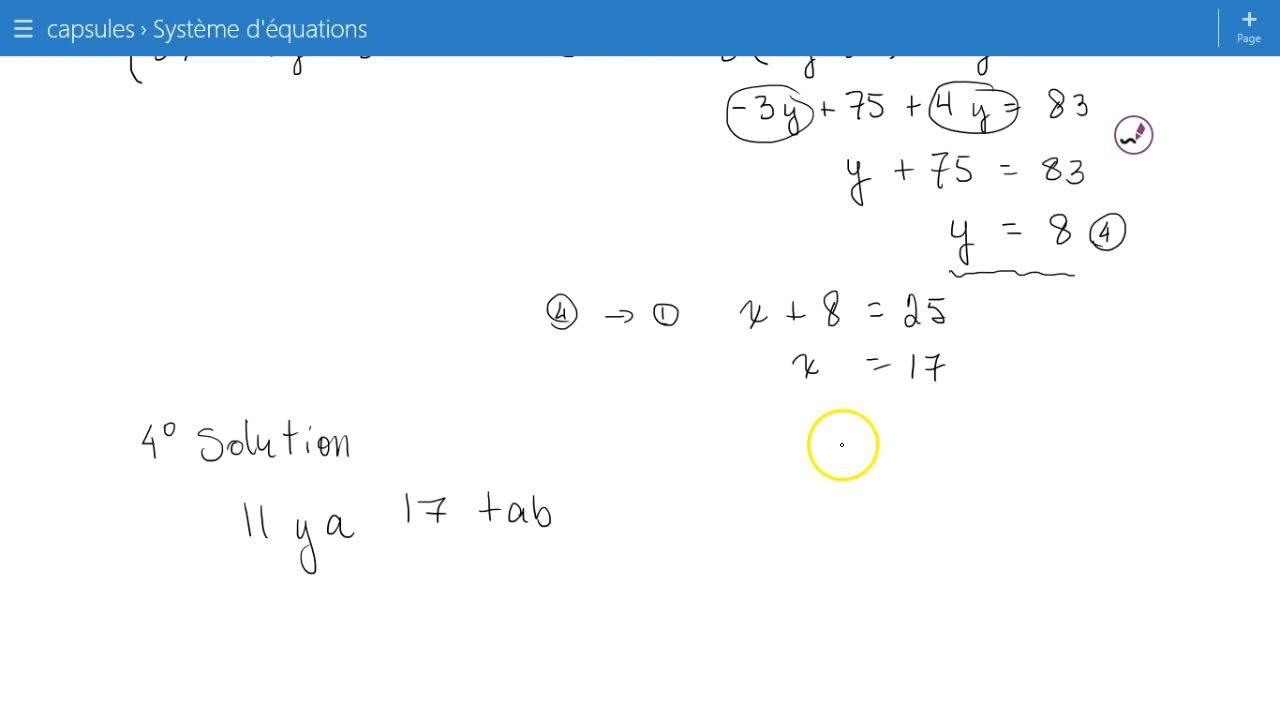 capsules › Système d'équations
Page
-3y + 75 + 4y = 83
y + 75 = 83
y = 8 ④
④ → ① x + 8 = 25
x = 17
4° Solution
Il y a 17 tab